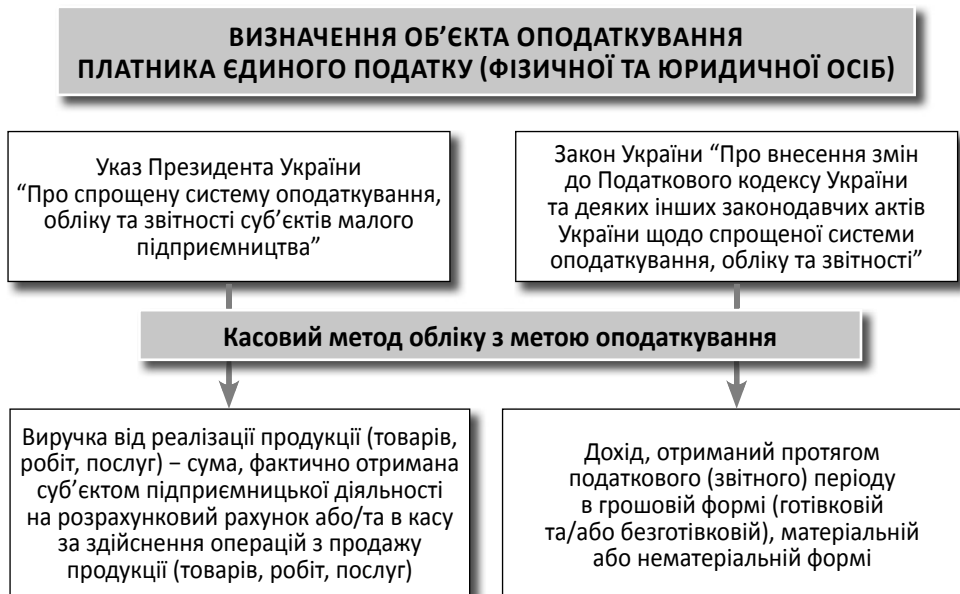 ВИЗНАЧЕННЯ ОБ’ЄКТА ОПОДАТКУВАННЯ
ПЛАТНИКА ЄДИНОГО ПОДАТКУ (ФІЗИЧНОЇ ТА ЮРИДИЧНОЇ ОСІБ)
Указ Президента України
“Про спрощену систему оподаткування,
обліку та звітності суб’єктів малого
підприємництва”
Закон України “Про внесення змін
до Податкового кодексу України
та деяких інших законодавчих актів
України щодо спрощеної системи
оподаткування, обліку та звітності”
Касовий метод обліку з метою оподаткування
Виручка від реалізації продукції (товарів,
робіт, послуг) – сума, фактично отримана
суб’єктом підприємницької діяльності
на розрахунковий рахунок або/та в касу
за здійснення операцій з продажу
продукції (товарів, робіт, послуг)
Дохід, отриманий протягом
податкового (звітного) періоду
в грошовій формі (готівковій
та/або безготівковій), матеріальній
або нематеріальній формі